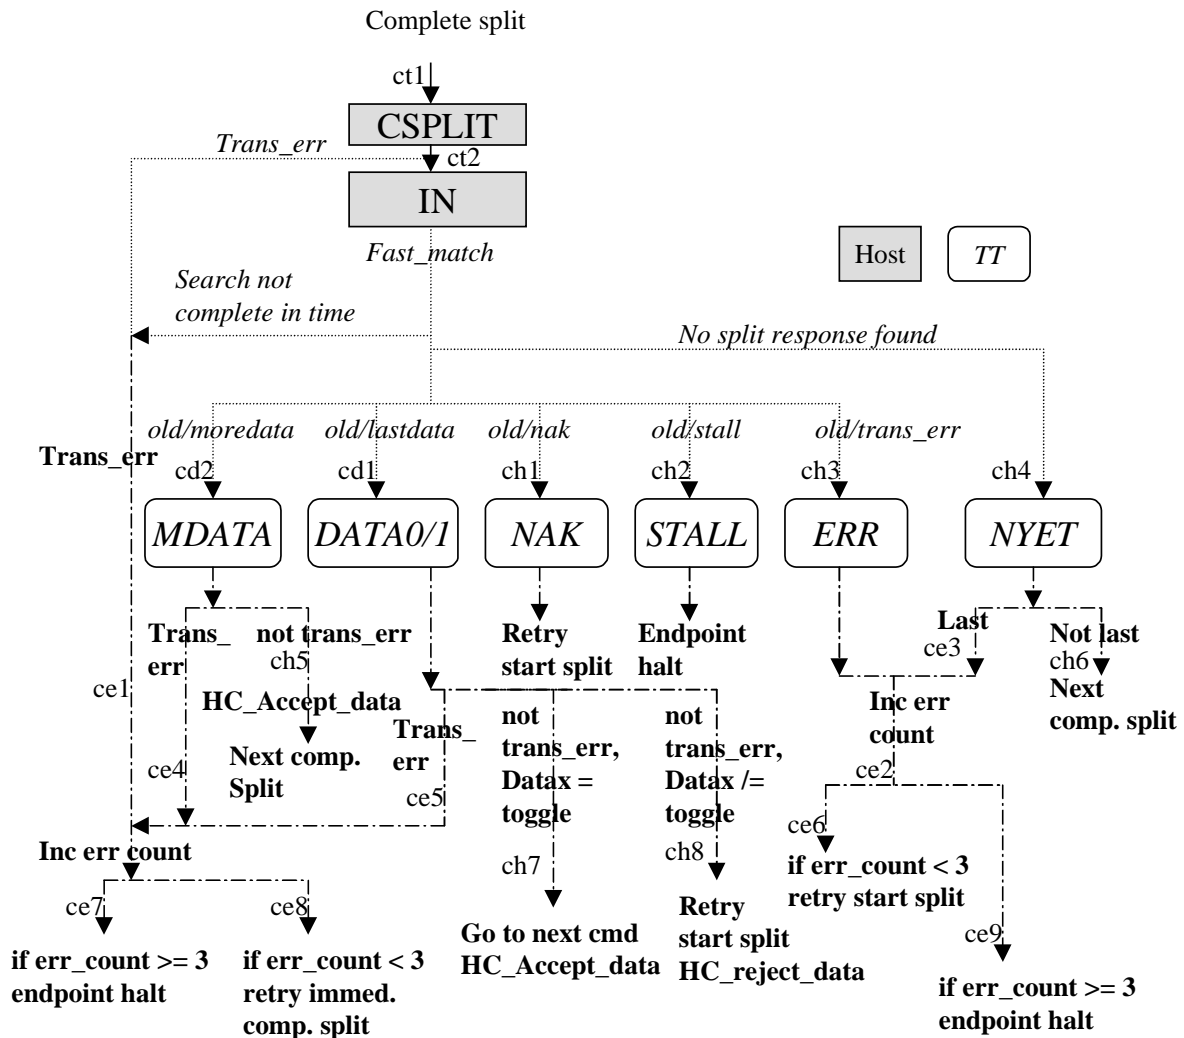 Complete split
ct1
CSPLIT
Trans_err
ct2
IN
Fast_match
Host
TT
Search not
complete in time
No split response found
old/moredata
old/lastdata
old/nak
old/stall
old/trans_err
Trans_err
cd2
cd1
ch1
ch2
ch3
ch4
MDATA
DATA0/1
NAK
STALL
ERR
NYET
Trans_
err
not trans_err
ch5
HC_Accept_data
Next comp.
Split
Retry
start split
Endpoint
halt
Last
ce3
Not last
ch6
Next
comp. split
ce1
ce4
Trans_
err
ce5
not
trans_err,
Datax =
toggle
ch7
not
trans_err,
Datax /=
toggle
ch8
Inc err
count
ce2
ce6
if err_count < 3
retry start split
Inc err count
ce7
ce8
if err_count >= 3
endpoint halt
if err_count < 3
retry immed.
comp. split
Go to next cmd
HC_Accept_data
Retry
start split
HC_reject_data
ce9
if err_count >= 3
endpoint halt